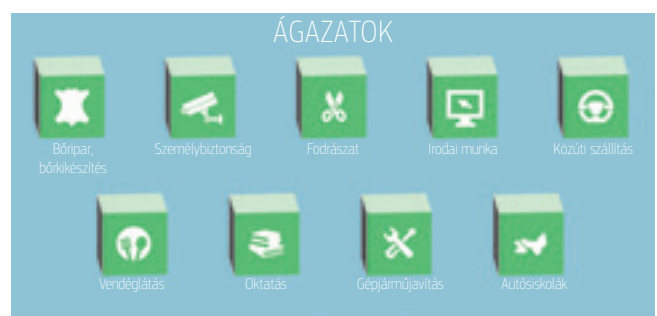 ÁGAZATOK
Bőripar,
bőrkikészítés
Személybiztonság
Fodrászat
Irodai munka
Közúti szállítás
Vendéglátás
Oktatás
Gépjárműjavítás
Autósiskolák